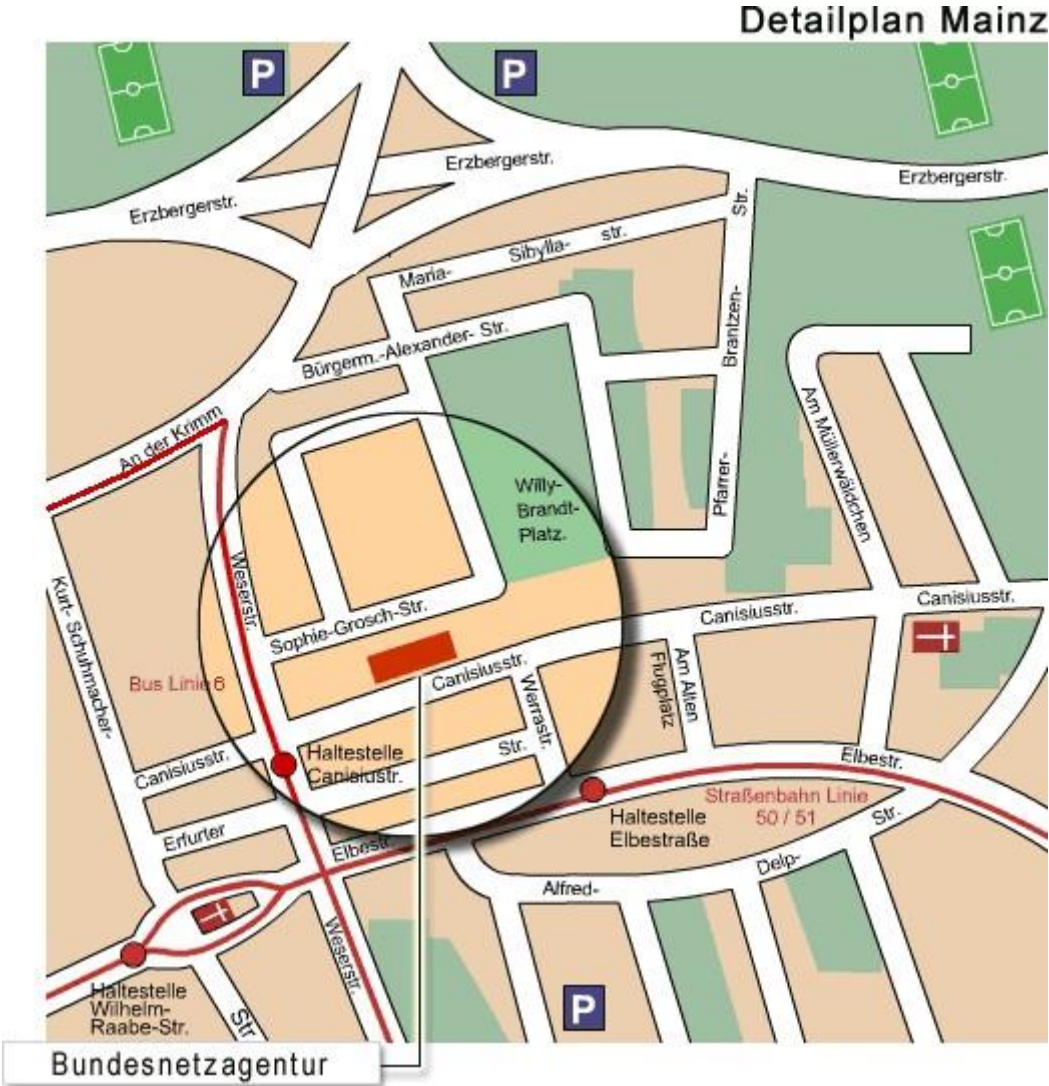 Detailplan Mainz
P
P
Erzbergerstr.
Erzbergerstr.
Erzbergerstr.
Maria-
Sibylla-
str.
Str.
Brantzen-
Pfarrer-
Bürgerm.-Alexander- Str.
An der Krimm
Am Müllerwäldchen
Willy-
Brandt-
Platz.
Weserstr.
Kurt- Schuhmacher-
Sophie-Grosch-Str.
Canisiusstr.
Canisiusstr.
Canisiusstr.
Am Alten
Flugplatz
Werrastr.
Bus Linie 6
Canisiusstr.
Haltestelle
Canisiustr.
Str.
Erfurter
Elbestr.
Elbestr.
Straßenbahn Linie
50 / 51
Haltestelle
Elbestraße
Str.
Delp-
Alfred-
Weserstr.
Haltestelle
Wilhelm-
Raabe-Str.
Str
P
Bundesnetzagentur